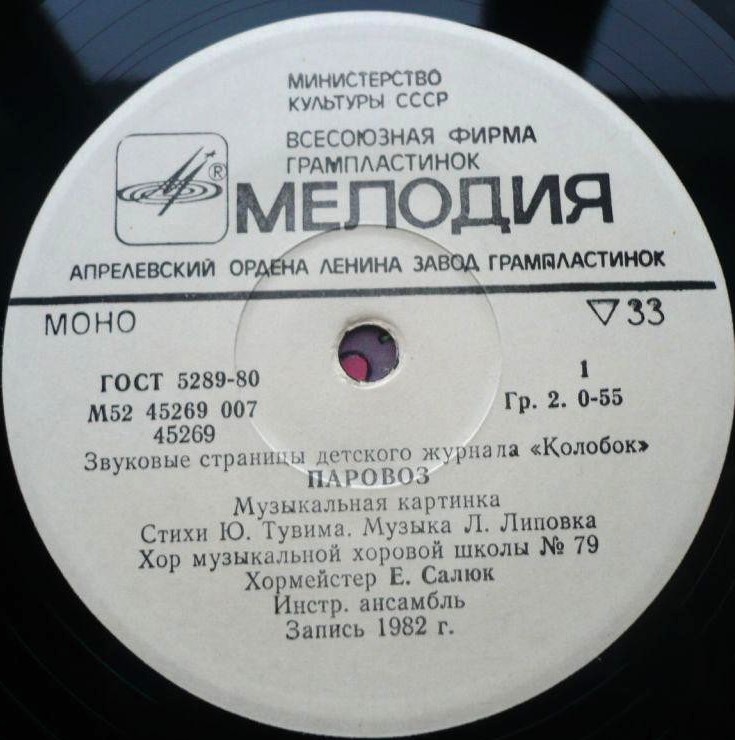 МИНИСТЕРСТВО
КУЛЬТУРЫ СССР
ВСЕСОЮЗНАЯ ФИРМА
ГРАМПЛАСТИНОК
® МЕЛОДИЯ
АПРЕЛЕВСКИЙ ОРДЕНА ЛЕНИНА ЗАВОД ГРАМПЛАСТИНОК
МОНО ▽33
ГОСТ 5289-80 1
М52 45269 007 Гр. 2. 0-55
45269
Звуковые страницы детского журнала «Колобок»
ПАРОВОЗ
Музыкальная картинка
Стихи Ю. Тувима. Музыка Л. Липовка
Хор музыкальной хоровой школы № 79
Хормейстер Е. Салюк
Инстр. ансамбль
Запись 1982 г.